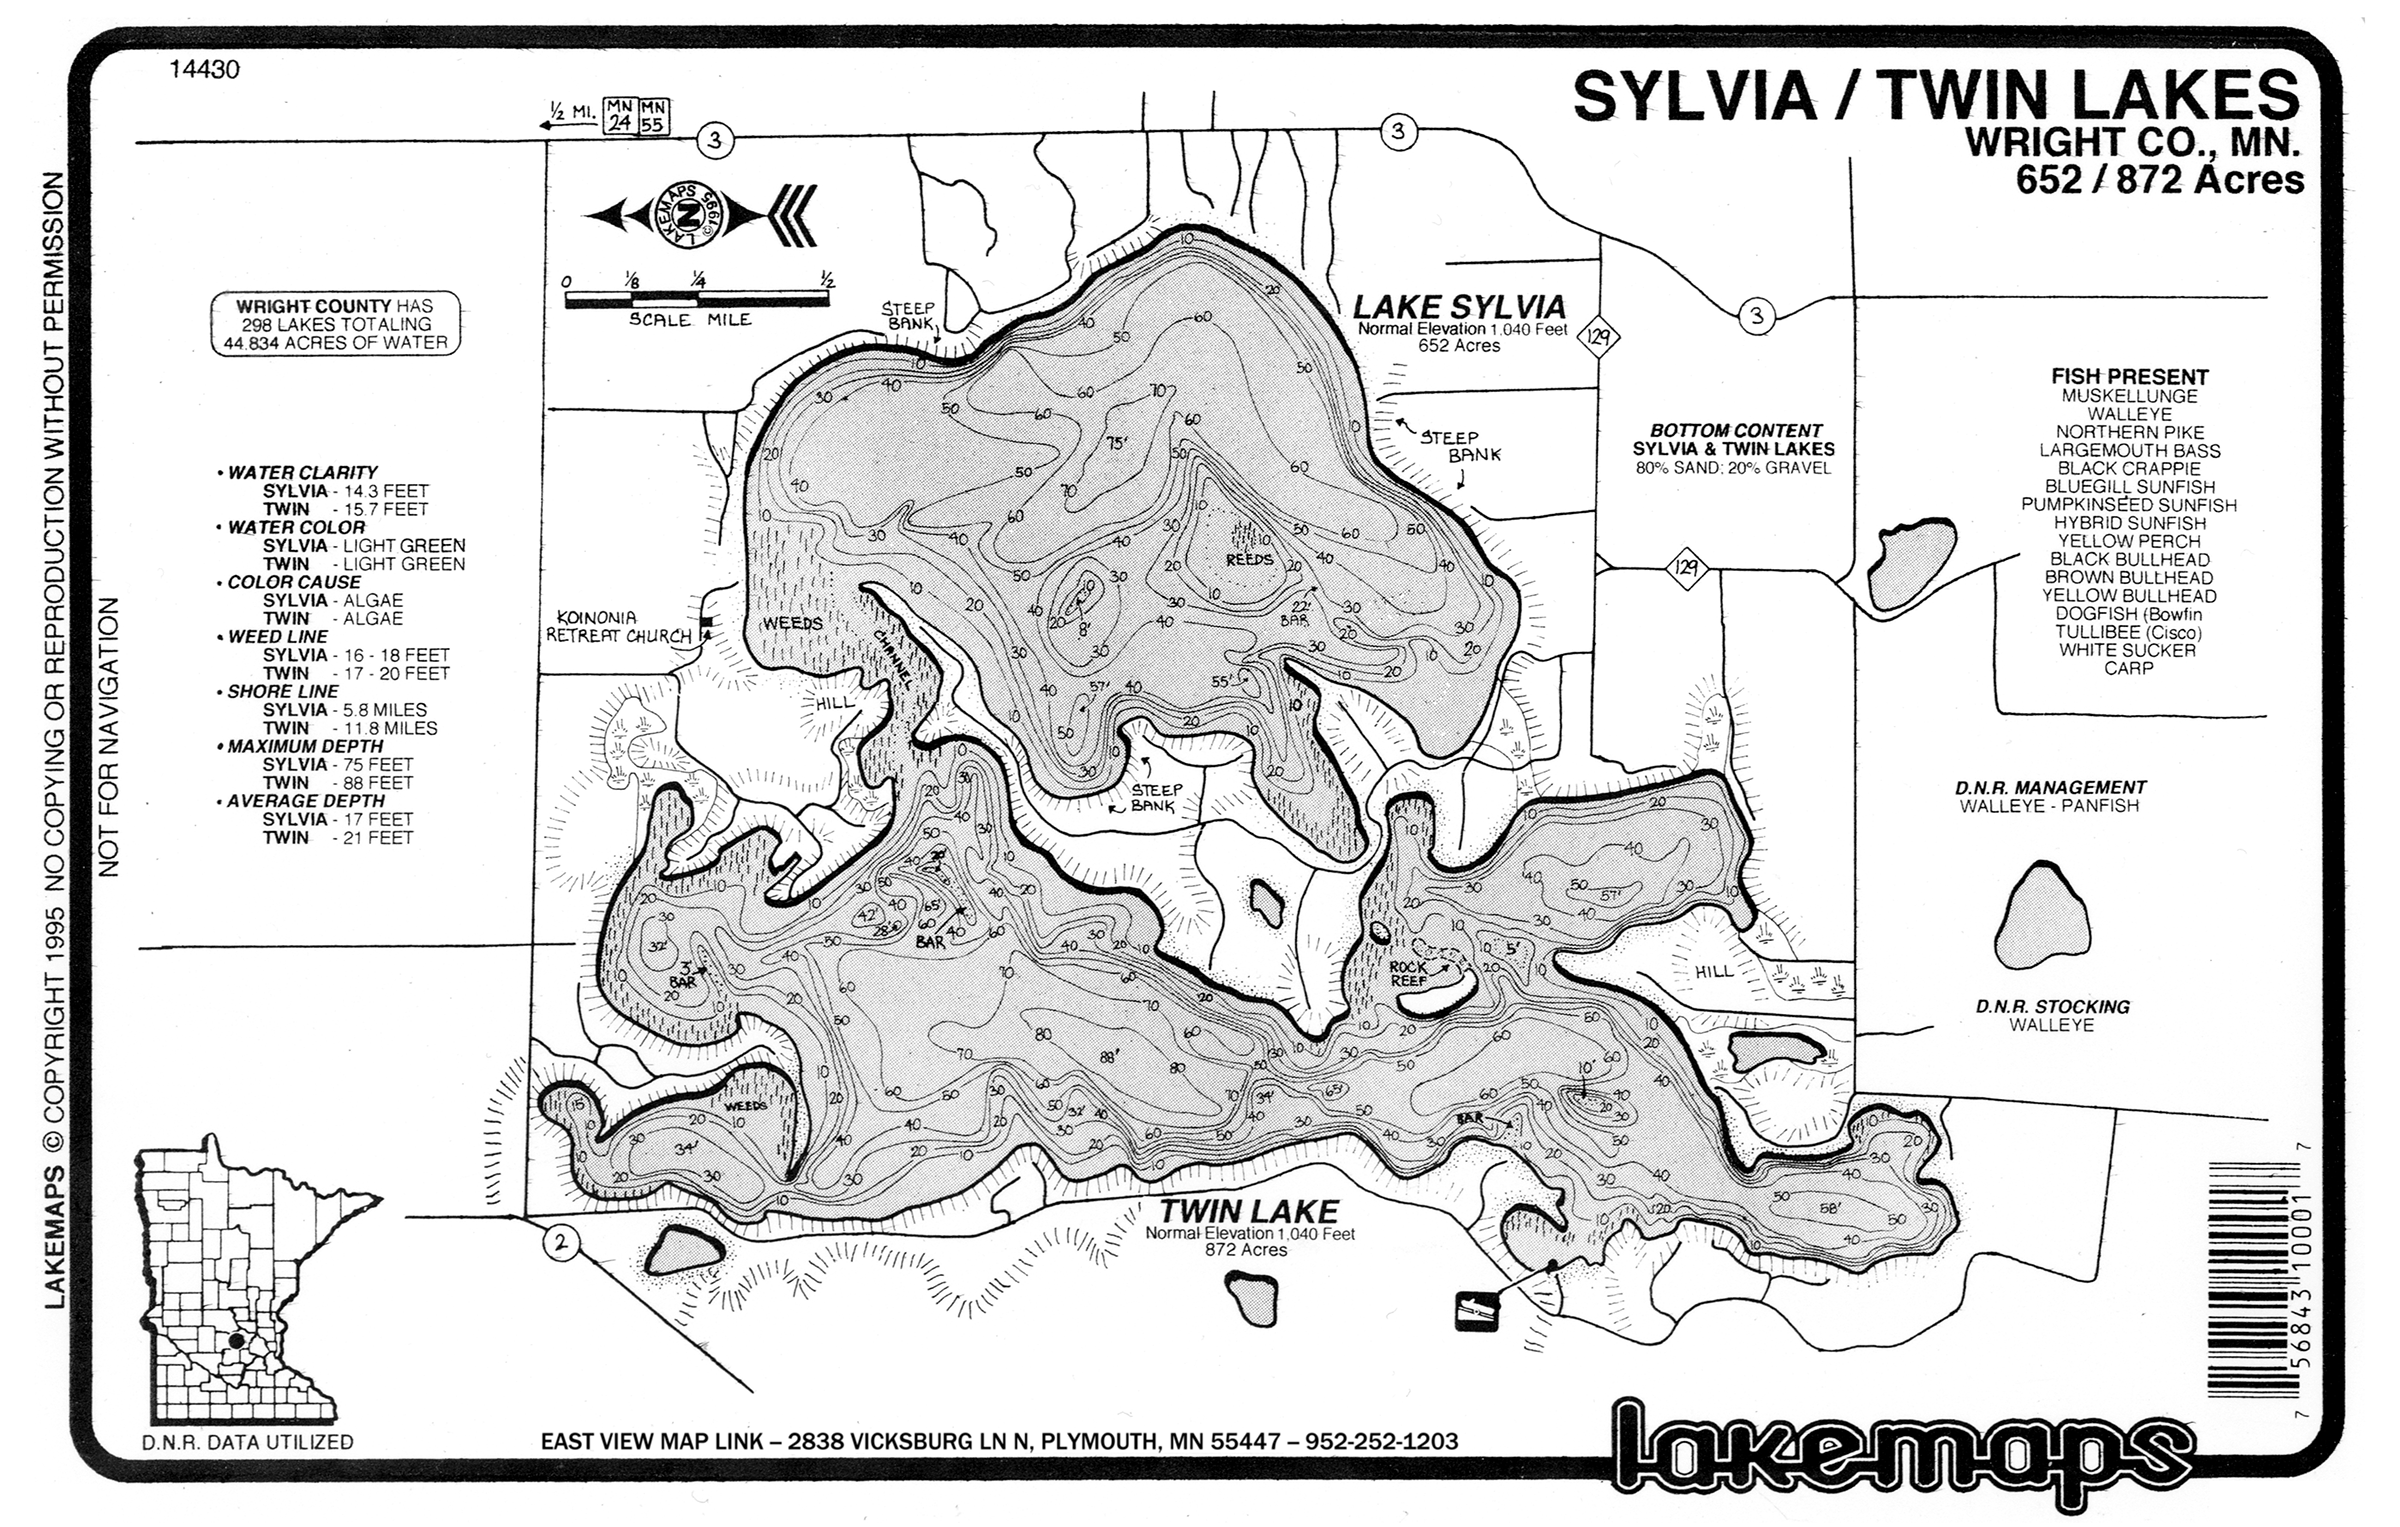 14430
SYLVIA / TWIN LAKES
WRIGHT CO., MN.
652 / 872 Acres
½ MI.
MN 24
MN 55
3
3
3
129
129
2
LAKEMAPS © 1995
N
0 ⅛ ¼ ½
SCALE MILE
WRIGHT COUNTY HAS
298 LAKES TOTALING
44.834 ACRES OF WATER
• WATER CLARITY
SYLVIA - 14.3 FEET
TWIN - 15.7 FEET
• WATER COLOR
SYLVIA - LIGHT GREEN
TWIN - LIGHT GREEN
• COLOR CAUSE
SYLVIA - ALGAE
TWIN - ALGAE
• WEED LINE
SYLVIA - 16 - 18 FEET
TWIN - 17 - 20 FEET
• SHORE LINE
SYLVIA - 5.8 MILES
TWIN - 11.8 MILES
• MAXIMUM DEPTH
SYLVIA - 75 FEET
TWIN - 88 FEET
• AVERAGE DEPTH
SYLVIA - 17 FEET
TWIN - 21 FEET
LAKEMAPS © COPYRIGHT 1995 NO COPYING OR REPRODUCTION WITHOUT PERMISSION
NOT FOR NAVIGATION
LAKE SYLVIA
Normal Elevation 1,040 Feet
652 Acres
STEEP
BANK
STEEP
BANK
75'
REEDS
22'
BAR
8'
57'
55'
KOINONIA
RETREAT CHURCH
WEEDS
CHANNEL
HILL
STEEP
BANK
BOTTOM CONTENT
SYLVIA & TWIN LAKES
80% SAND; 20% GRAVEL
FISH PRESENT
MUSKELLUNGE
WALLEYE
NORTHERN PIKE
LARGEMOUTH BASS
BLACK CRAPPIE
BLUEGILL SUNFISH
PUMPKINSEED SUNFISH
HYBRID SUNFISH
YELLOW PERCH
BLACK BULLHEAD
BROWN BULLHEAD
YELLOW BULLHEAD
DOGFISH (Bowfin
TULLIBEE (Cisco)
WHITE SUCKER
CARP
D.N.R. MANAGEMENT
WALLEYE - PANFISH
D.N.R. STOCKING
WALLEYE
42'
28'
65'
BAR
32'
3'
BAR
88'
57'
5'
ROCK
REEF
HILL
WEEDS
15
34'
32'
34'
65'
10'
BAR
58'
TWIN LAKE
Normal Elevation 1,040 Feet
872 Acres
D.N.R. DATA UTILIZED
EAST VIEW MAP LINK – 2838 VICKSBURG LN N, PLYMOUTH, MN 55447 – 952-252-1203
lakemaps
7 56843 10001 7